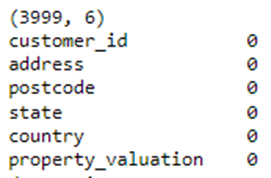 (3999, 6)
customer_id 0
address 0
postcode 0
state 0
country 0
property_valuation 0